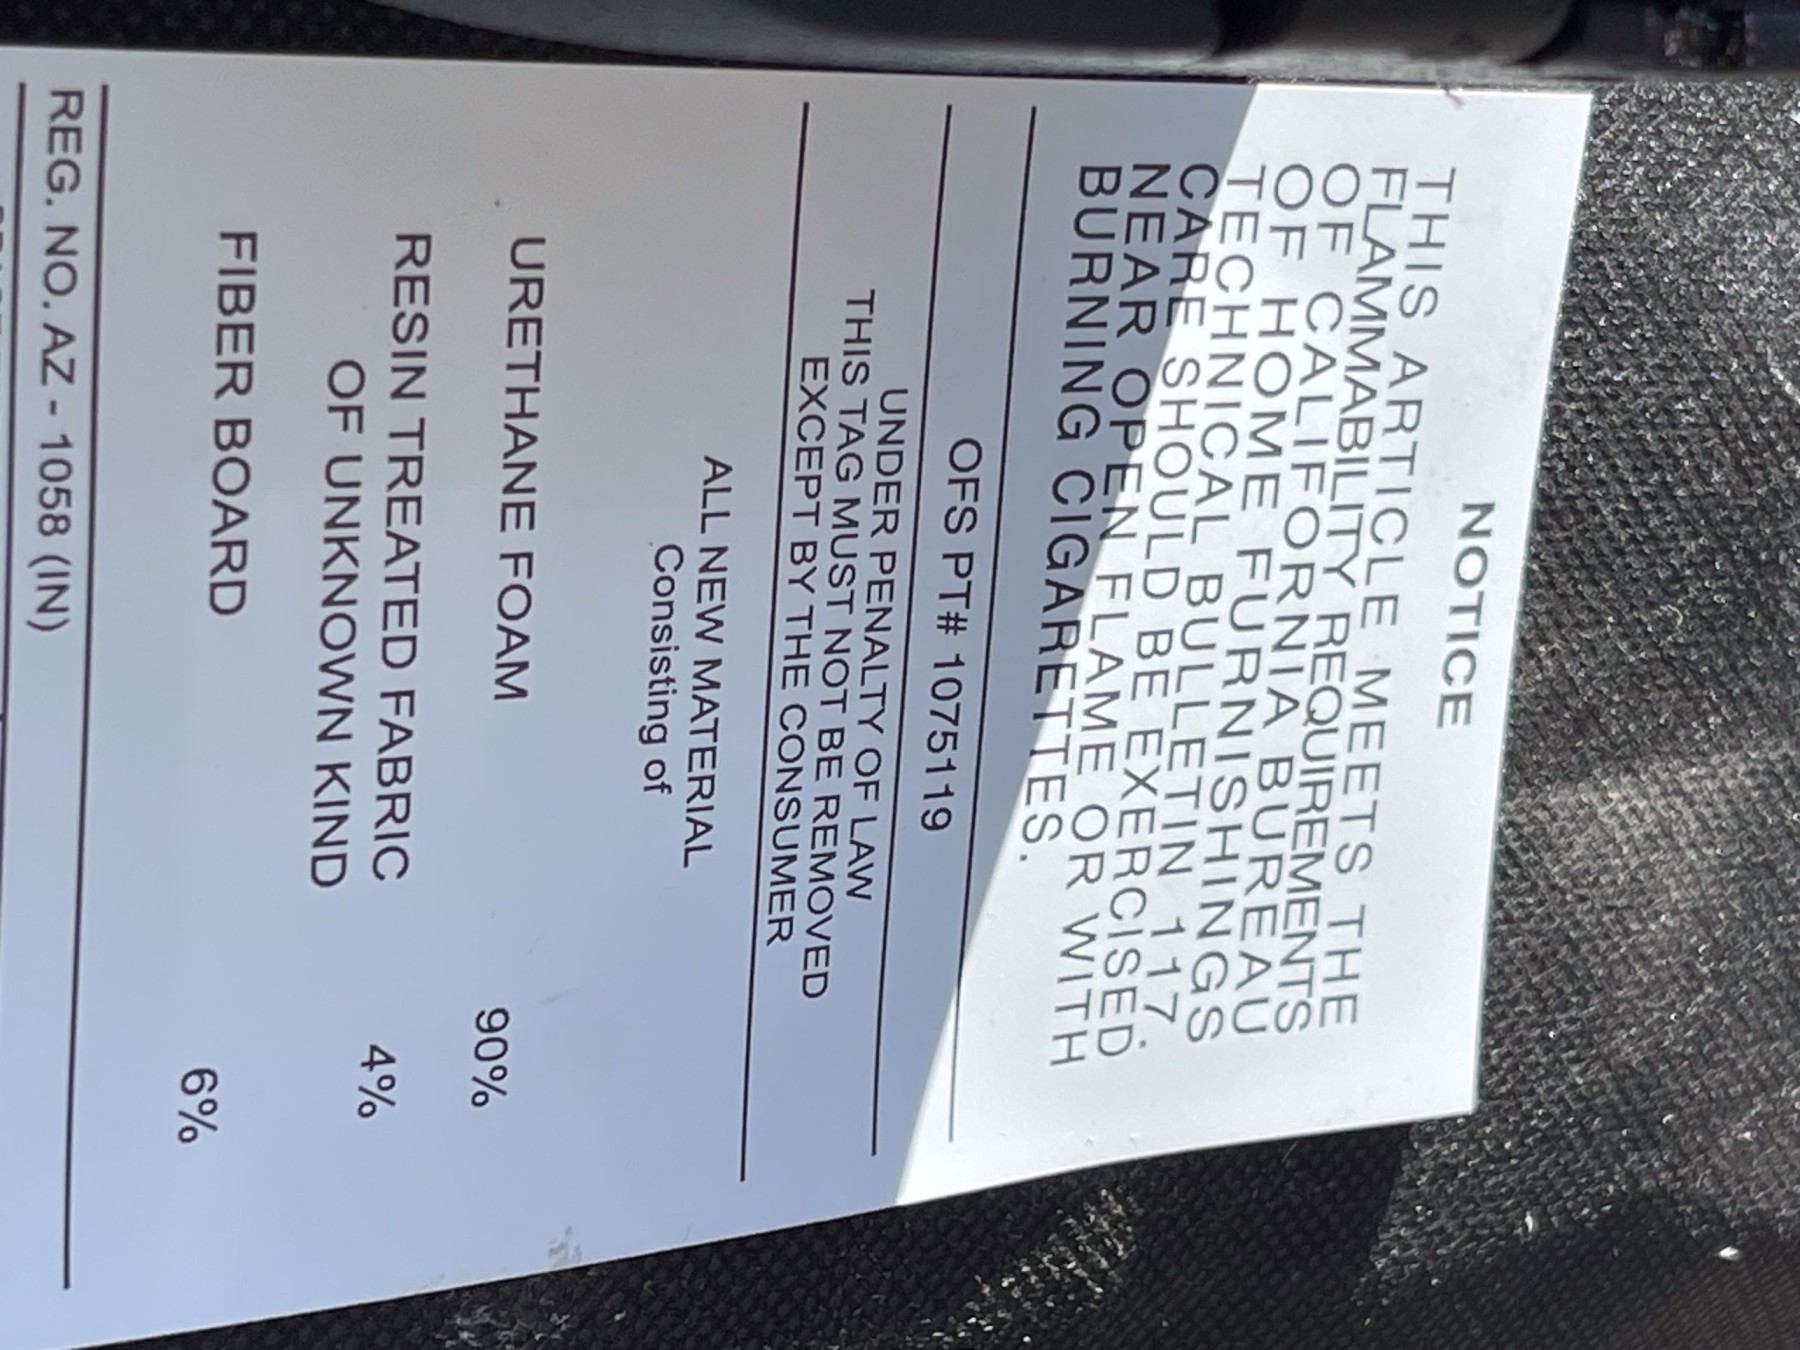 NOTICE
THIS ARTICLE MEETS THE
FLAMMABILITY REQUIREMENTS
OF CALIFORNIA BUREAU
OF HOME FURNISHINGS
TECHNICAL BULLETIN 117.
CARE SHOULD BE EXERCISED
NEAR OPEN FLAME OR WITH
BURNING CIGARETTES.
OFS PT# 1075119
UNDER PENALTY OF LAW
THIS TAG MUST NOT BE REMOVED
EXCEPT BY THE CONSUMER
ALL NEW MATERIAL
Consisting of
URETHANE FOAM 90%
RESIN TREATED FABRIC 4%
OF UNKNOWN KIND
FIBER BOARD 6%
REG. NO. AZ - 1058 (IN)